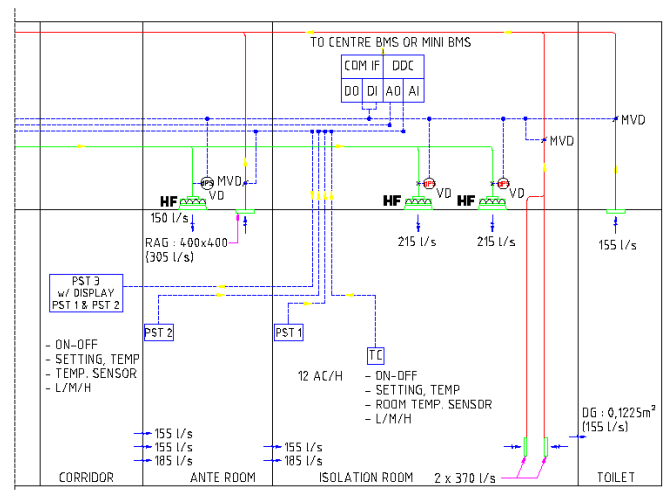 TO CENTRE BMS OR MINI BMS
COM IF DDC
DO DI AO AI
MVD
MVD
DPS
MVD
VD
DPS
VD
DPS
VD
HF
HF
HF
150 l/s
215 l/s
215 l/s
155 l/s
RAG : 400x400
(305 l/s)
PST 3
w/ DISPLAY
PST 1 & PST 2
PST 2
PST 1
TC
- ON-OFF
- SETTING, TEMP
- TEMP. SENSOR
- L/M/H
12 AC/H
- ON-OFF
- SETTING, TEMP
- ROOM TEMP. SENSOR
- L/M/H
DG : 0,1225m²
(155 l/s)
155 l/s
155 l/s
185 l/s
155 l/s
185 l/s
2 x 370 l/s
CORRIDOR
ANTE ROOM
ISOLATION ROOM
TOILET